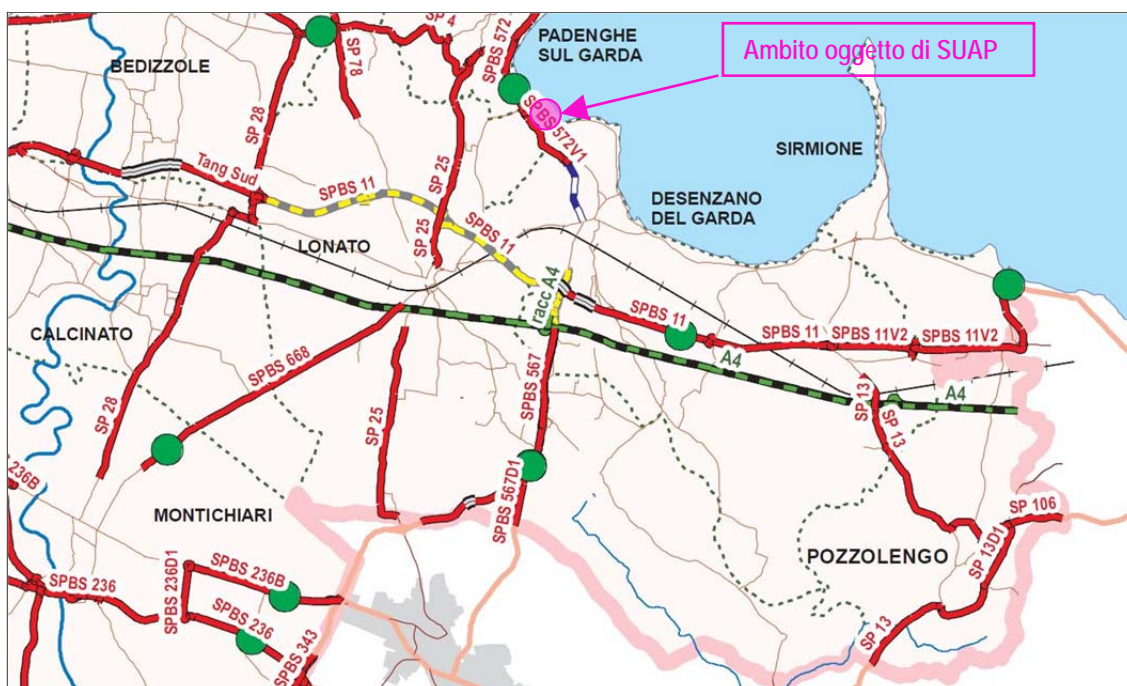 SP 4
SPBS 572
PADENGHE
SUL GARDA
Ambito oggetto di SUAP
BEDIZZOLE
SP 78
SP 28
SPBS 572V1
SIRMIONE
Tang Sud
SPBS 11
SP 25
DESENZANO
DEL GARDA
SPBS 11
SP 25
LONATO
racc A4
CALCINATO
SPBS 11
SPBS 11
SPBS 11V2
SPBS 11V2
A4
SPBS 668
SPBS 567
SP 13
A4
SP 28
SP 25
SP 13
236B
SPBS 567D1
MONTICHIARI
SP 106
SP 13D1
POZZOLENGO
SPBS 236
SPBS 236D1
SPBS 236B
SPBS 236
SPBS 343
SP 13